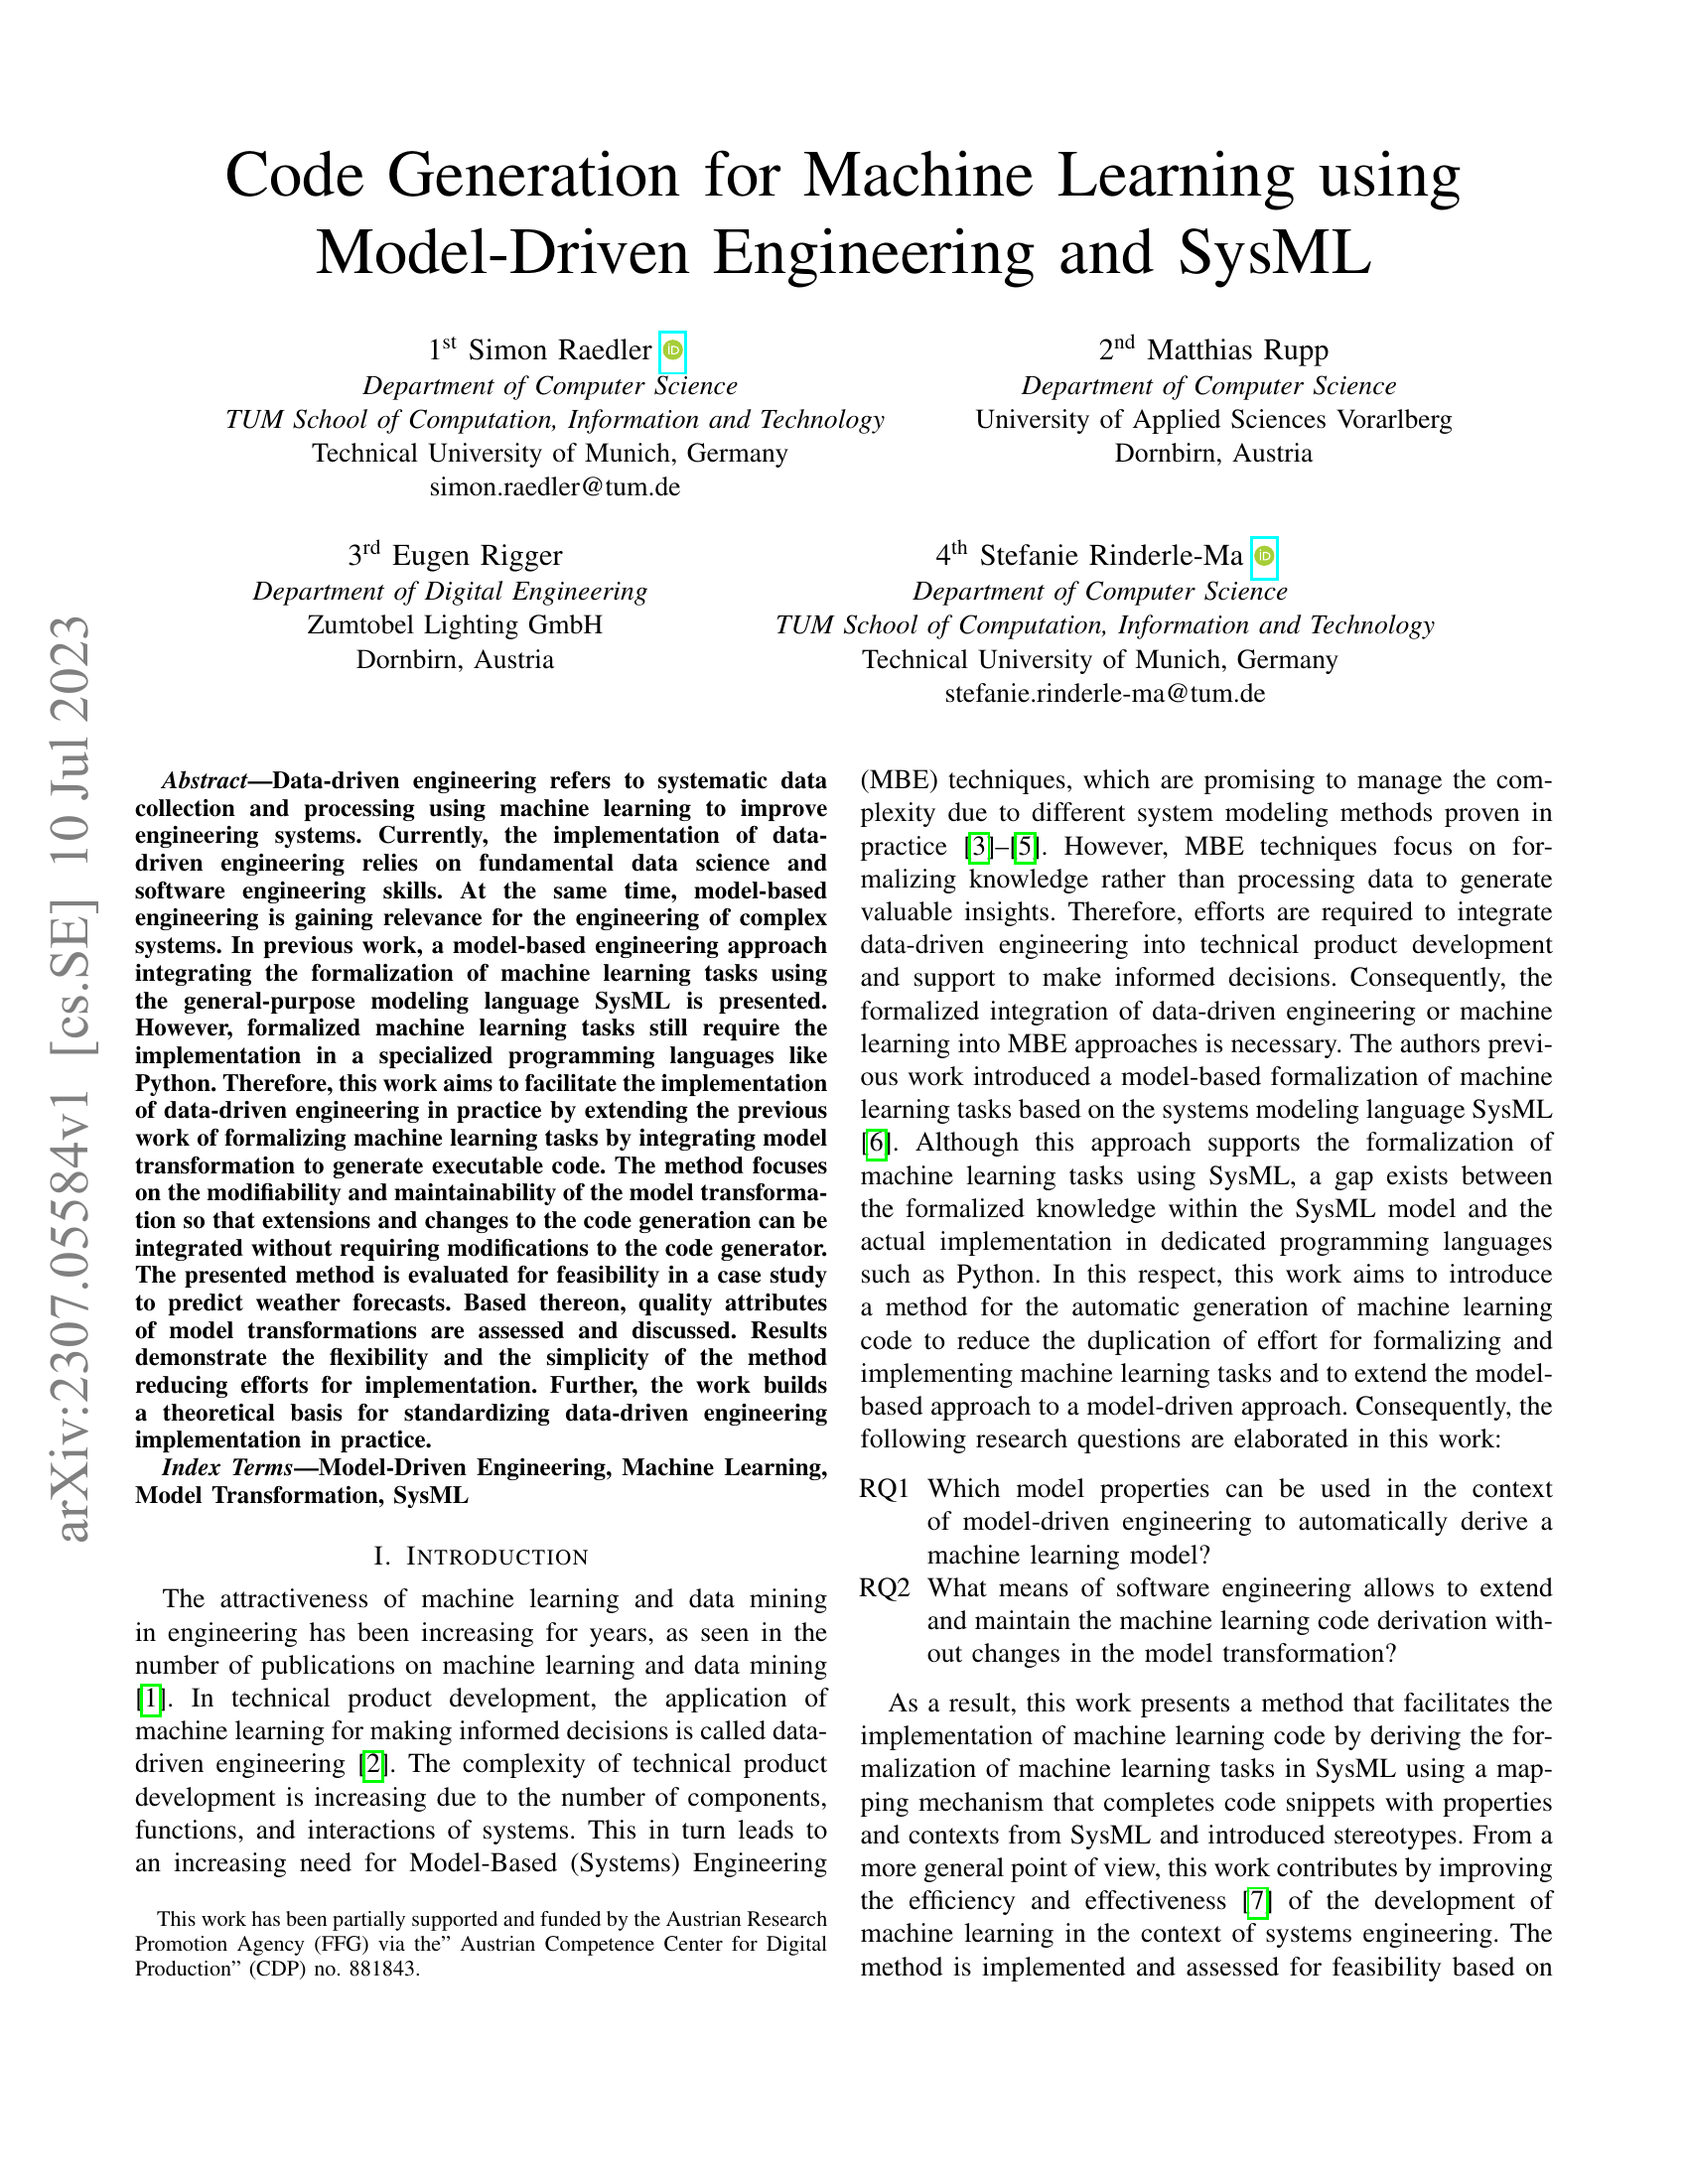 Code Generation for Machine Learning using
Model-Driven Engineering and SysML
1st Simon Raedler
Department of Computer Science
TUM School of Computation, Information and Technology
Technical University of Munich, Germany
simon.raedler@tum.de
2nd Matthias Rupp
Department of Computer Science
University of Applied Sciences Vorarlberg
Dornbirn, Austria
3rd Eugen Rigger
Department of Digital Engineering
Zumtobel Lighting GmbH
Dornbirn, Austria
4th Stefanie Rinderle-Ma
Department of Computer Science
TUM School of Computation, Information and Technology
Technical University of Munich, Germany
stefanie.rinderle-ma@tum.de
arXiv:2307.05584v1 [cs.SE] 10 Jul 2023
Abstract—Data-driven engineering refers to systematic data
collection and processing using machine learning to improve
engineering systems. Currently, the implementation of data-
driven engineering relies on fundamental data science and
software engineering skills. At the same time, model-based
engineering is gaining relevance for the engineering of complex
systems. In previous work, a model-based engineering approach
integrating the formalization of machine learning tasks using
the general-purpose modeling language SysML is presented.
However, formalized machine learning tasks still require the
implementation in a specialized programming languages like
Python. Therefore, this work aims to facilitate the implementation
of data-driven engineering in practice by extending the previous
work of formalizing machine learning tasks by integrating model
transformation to generate executable code. The method focuses
on the modifiability and maintainability of the model transforma-
tion so that extensions and changes to the code generation can be
integrated without requiring modifications to the code generator.
The presented method is evaluated for feasibility in a case study
to predict weather forecasts. Based thereon, quality attributes
of model transformations are assessed and discussed. Results
demonstrate the flexibility and the simplicity of the method
reducing efforts for implementation. Further, the work builds
a theoretical basis for standardizing data-driven engineering
implementation in practice.
Index Terms—Model-Driven Engineering, Machine Learning,
Model Transformation, SysML
I. INTRODUCTION
The attractiveness of machine learning and data mining
in engineering has been increasing for years, as seen in the
number of publications on machine learning and data mining
[1]. In technical product development, the application of
machine learning for making informed decisions is called data-
driven engineering [2]. The complexity of technical product
development is increasing due to the number of components,
functions, and interactions of systems. This in turn leads to
an increasing need for Model-Based (Systems) Engineering
This work has been partially supported and funded by the Austrian Research
Promotion Agency (FFG) via the” Austrian Competence Center for Digital
Production” (CDP) no. 881843.
(MBE) techniques, which are promising to manage the com-
plexity due to different system modeling methods proven in
practice [3]–[5]. However, MBE techniques focus on for-
malizing knowledge rather than processing data to generate
valuable insights. Therefore, efforts are required to integrate
data-driven engineering into technical product development
and support to make informed decisions. Consequently, the
formalized integration of data-driven engineering or machine
learning into MBE approaches is necessary. The authors previ-
ous work introduced a model-based formalization of machine
learning tasks based on the systems modeling language SysML
[6]. Although this approach supports the formalization of
machine learning tasks using SysML, a gap exists between
the formalized knowledge within the SysML model and the
actual implementation in dedicated programming languages
such as Python. In this respect, this work aims to introduce
a method for the automatic generation of machine learning
code to reduce the duplication of effort for formalizing and
implementing machine learning tasks and to extend the model-
based approach to a model-driven approach. Consequently, the
following research questions are elaborated in this work:
RQ1 Which model properties can be used in the context
of model-driven engineering to automatically derive a
machine learning model?
RQ2 What means of software engineering allows to extend
and maintain the machine learning code derivation with-
out changes in the model transformation?
As a result, this work presents a method that facilitates the
implementation of machine learning code by deriving the for-
malization of machine learning tasks in SysML using a map-
ping mechanism that completes code snippets with properties
and contexts from SysML and introduced stereotypes. From a
more general point of view, this work contributes by improving
the efficiency and effectiveness [7] of the development of
machine learning in the context of systems engineering. The
method is implemented and assessed for feasibility based on